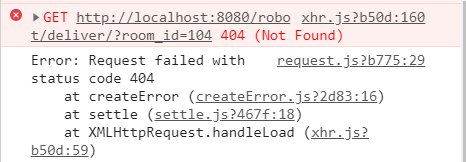 GET http://localhost:8080/robo xhr.js?b50d:160
t/deliver/?room_id=104 404 (Not Found)
Error: Request failed with request.js?b775:29
status code 404
at createError (createError.js?2d83:16)
at settle (settle.js?467f:18)
at XMLHttpRequest.handleLoad (xhr.js?
b50d:59)